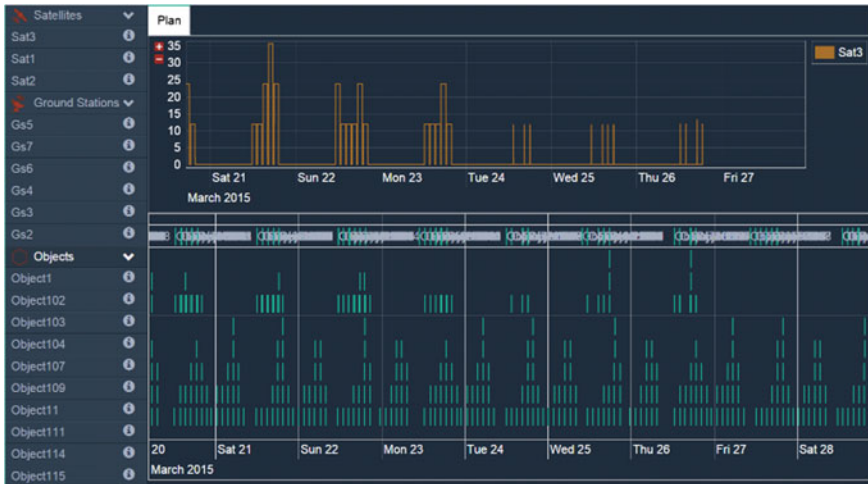 Satellites
Sat3
Sat1
Sat2
Ground Stations
Gs5
Gs7
Gs6
Gs4
Gs3
Gs2
Objects
Object1
Object102
Object103
Object104
Object107
Object109
Object11
Object111
Object114
Object115
Plan
35
30
25
20
15
10
5
0
Sat 21 Sun 22 Mon 23 Tue 24 Wed 25 Thu 26 Fri 27
March 2015
Sat3
20 Sat 21 Sun 22 Mon 23 Tue 24 Wed 25 Thu 26 Fri 27 Sat 28
March 2015